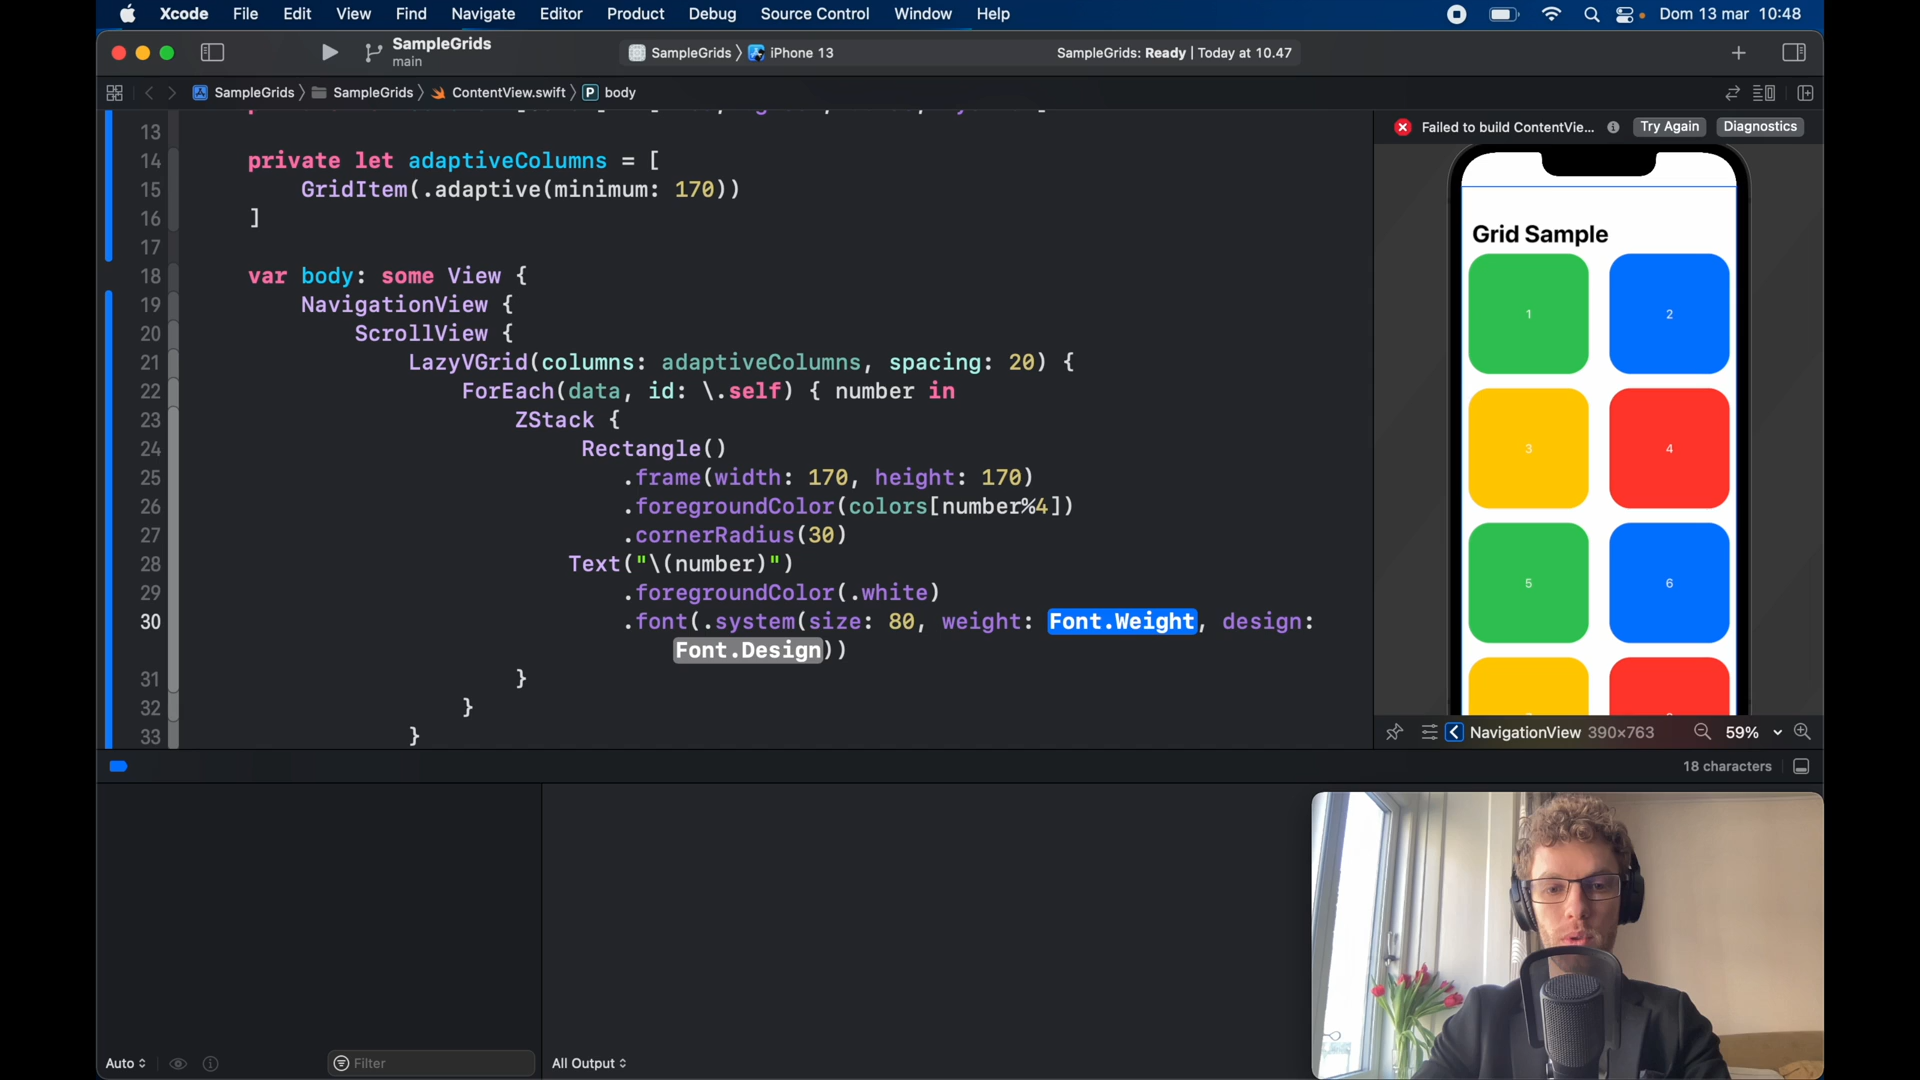 Xcode File Edit View Find Navigate Editor Product Debug Source Control Window Help Dom 13 mar 10:48
SampleGrids
main
SampleGrids iPhone 13
SampleGrids: Ready | Today at 10.47
SampleGrids SampleGrids ContentView.swift P body
Failed to build ContentVie... Try Again Diagnostics
13
14 private let adaptiveColumns = [
15 GridItem(.adaptive(minimum: 170))
16 ]
17
18 var body: some View {
19 NavigationView {
20 ScrollView {
21 LazyVGrid(columns: adaptiveColumns, spacing: 20) {
22 ForEach(data, id: \.self) { number in
23 ZStack {
24 Rectangle()
25 .frame(width: 170, height: 170)
26 .foregroundColor(colors[number%4])
27 .cornerRadius(30)
28 Text("\(number)")
29 .foregroundColor(.white)
30 .font(.system(size: 80, weight: Font.Weight, design:
Font.Design))
31 }
32 }
33 }
Grid Sample
1 2
3 4
5 6
NavigationView 390×763 59%
18 characters
Auto Filter All Output